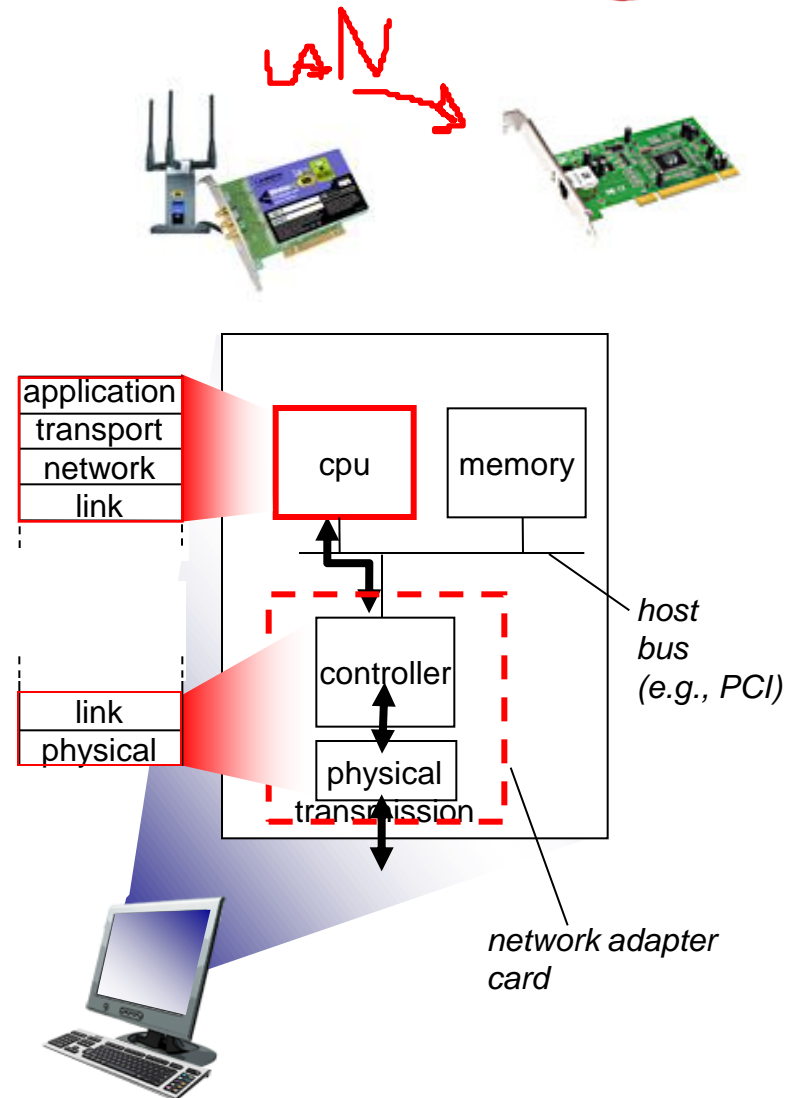 LAN
application
transport
network
link
cpu
memory
host
bus
(e.g., PCI)
controller
link
physical
physical
transmission
network adapter
card